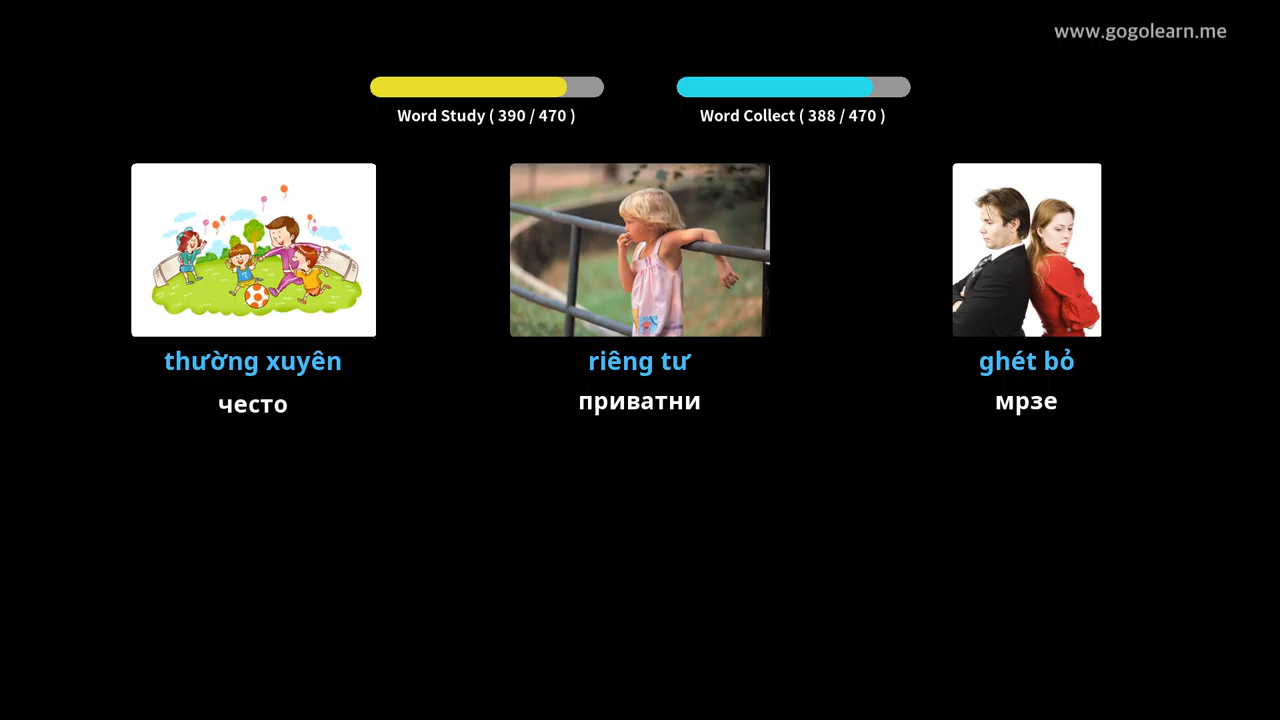 www.gogolearn.me
Word Study ( 390 / 470 )
Word Collect ( 388 / 470 )
thường xuyên
често
riêng tư
приватни
ghét bỏ
мрзе